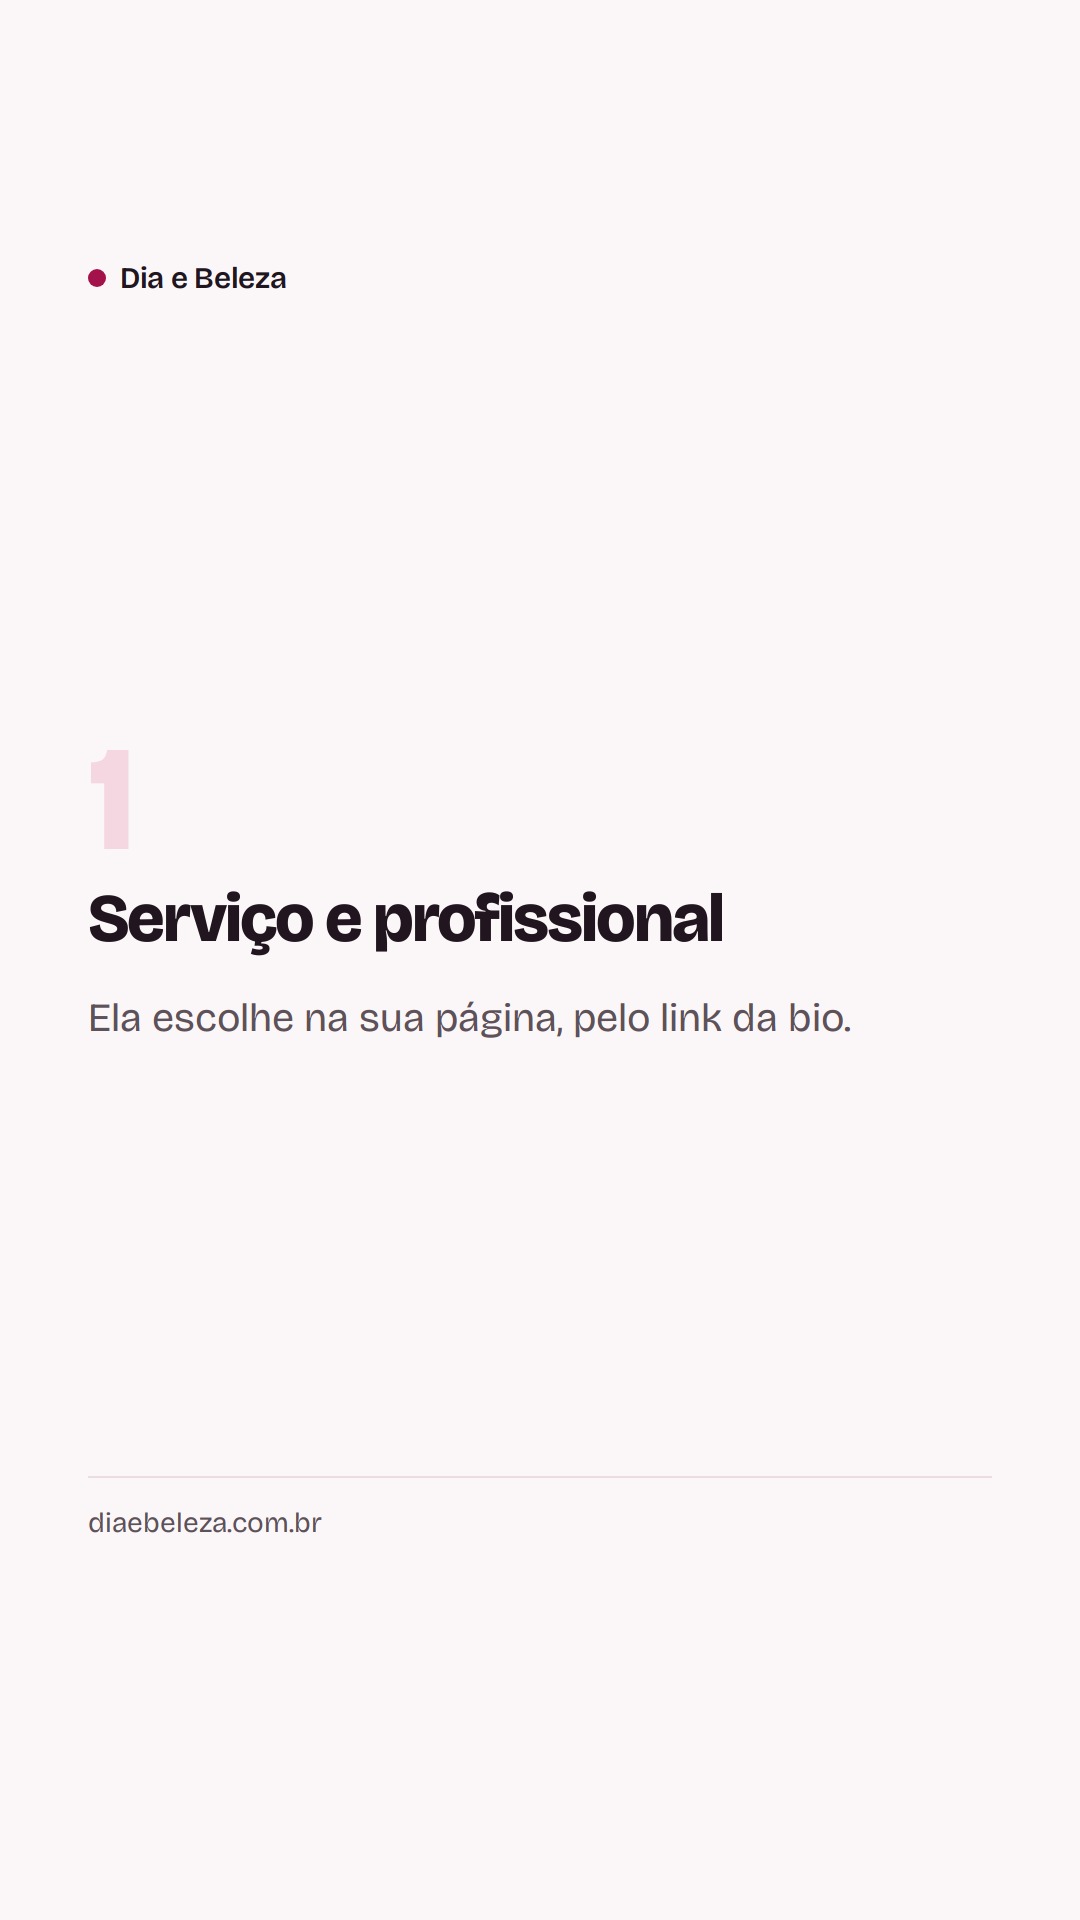 Dia e Beleza
1
Serviço e profissional
Ela escolhe na sua página, pelo link da bio.
diaebeleza.com.br